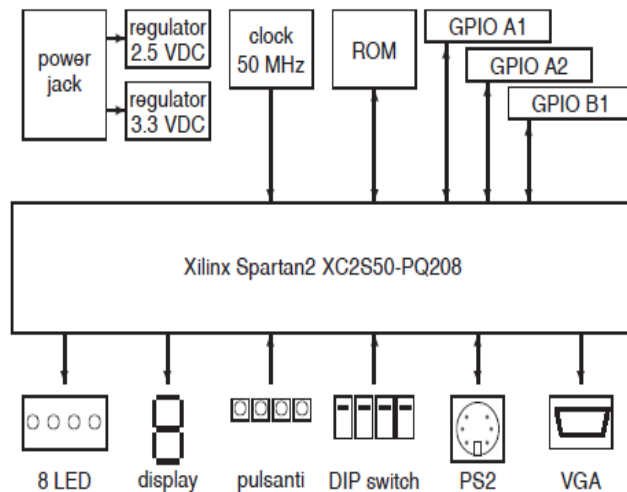 power
jack
regulator
2.5 VDC
regulator
3.3 VDC
clock
50 MHz
ROM
GPIO A1
GPIO A2
GPIO B1
Xilinx Spartan2 XC2S50-PQ208
8 LED
display
pulsanti
DIP switch
PS2
VGA